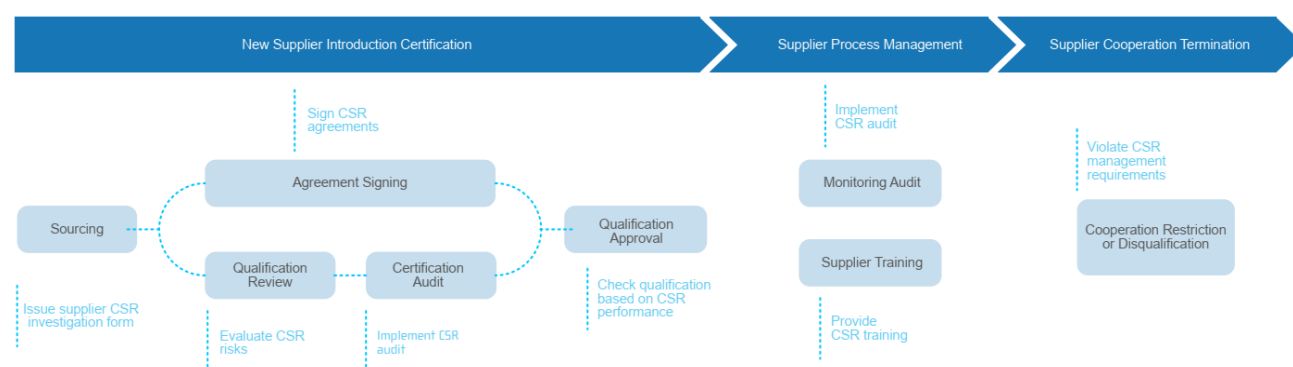 New Supplier Introduction Certification
Supplier Process Management
Supplier Cooperation Termination
Sign CSR
agreements
Agreement Signing
Sourcing
Issue supplier CSR
investigation form
Qualification
Review
Evaluate CSR
risks
Certification
Audit
Implement CSR
audit
Qualification
Approval
Check qualification
based on CSR
performance
Implement
CSR audit
Monitoring Audit
Supplier Training
Provide
CSR training
Violate CSR
management
requirements
Cooperation Restriction
or Disqualification